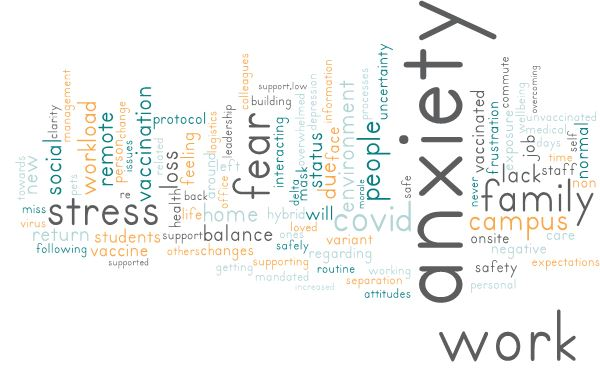 anxiety
work
stress
fear
family
covid
campus
people
home
balance
social
workload
remote
vaccination
environment
students
vaccine
return
new
loss
feeling
lack
job
staff
normal
status
due
face
mask
will
hybrid
management
clarity
towards
pets
miss
virus
following
re
person
change
issues
related
protocol
supported
support
others
changes
health
life
back
around
logistics
office
left
leadership
colleagues
building
support,low
interacting
overwhelmed
depression
information
delta
loved
ones
safely
supporting
getting
mandated
increased
variant
regarding
routine
separation
working
attitudes
morale
processes
uncertainty
safe
never
vaccinated
frustration
exposure
commute
wellbeing
overcoming
unvaccinated
medical
days
time
self
non
onsite
care
negative
safety
expectations
personal